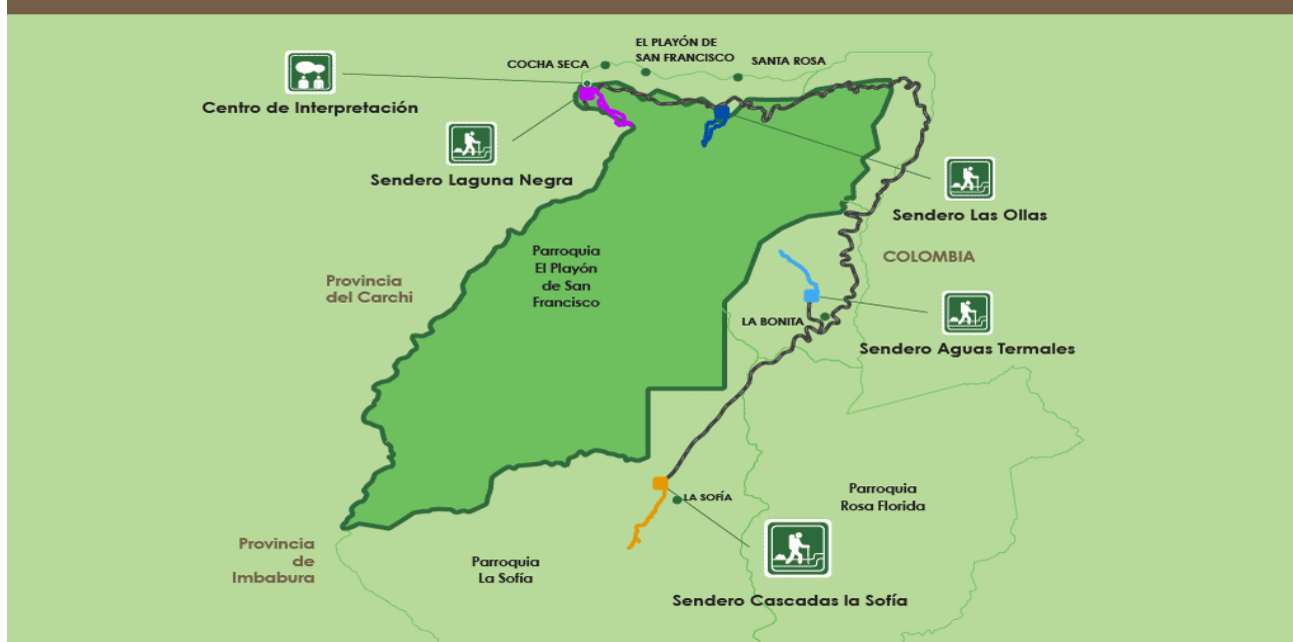 EL PLAYÓN DE
SAN FRANCISCO
COCHA SECA
SANTA ROSA
Centro de Interpretación
Sendero Laguna Negra
Sendero Las Ollas
Parroquia
El Playón
de San
Francisco
COLOMBIA
Provincia
del Carchi
LA BONITA
Sendero Aguas Termales
LA SOFÍA
Parroquia
Rosa Florida
Provincia
de
Imbabura
Parroquia
La Sofía
Sendero Cascadas la Sofía